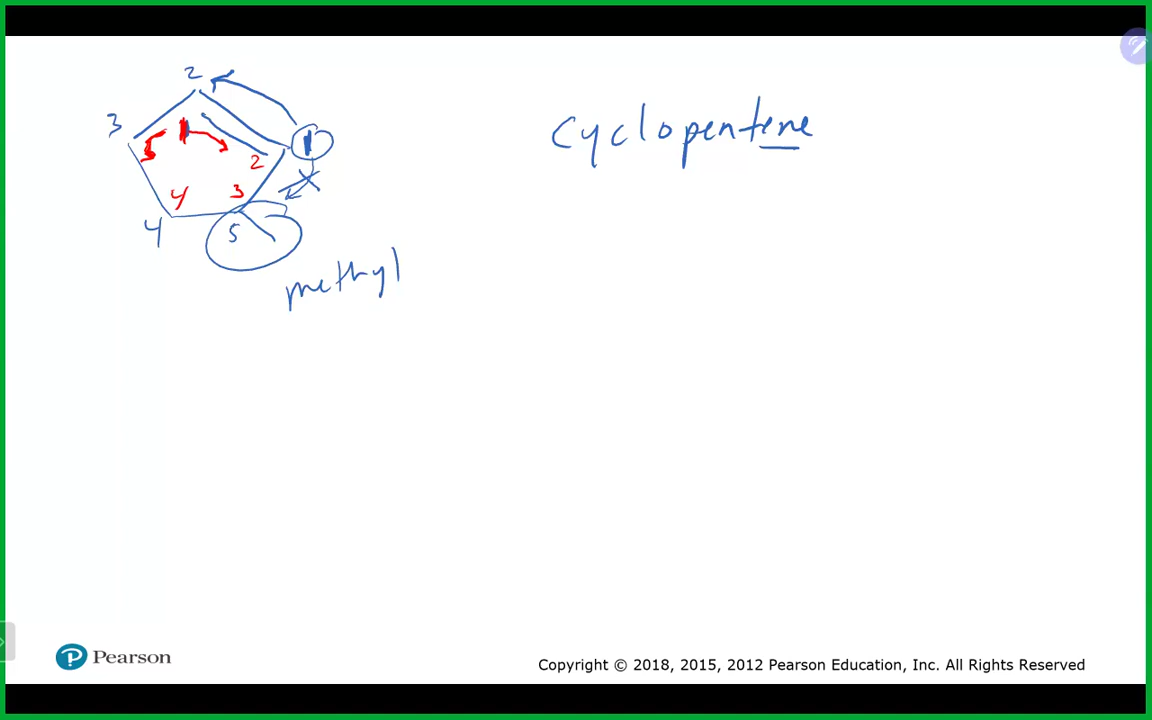 2
cyclopentene
3
1
1
5
2
4
3
4
5
methyl
Pearson
Copyright © 2018, 2015, 2012 Pearson Education, Inc. All Rights Reserved